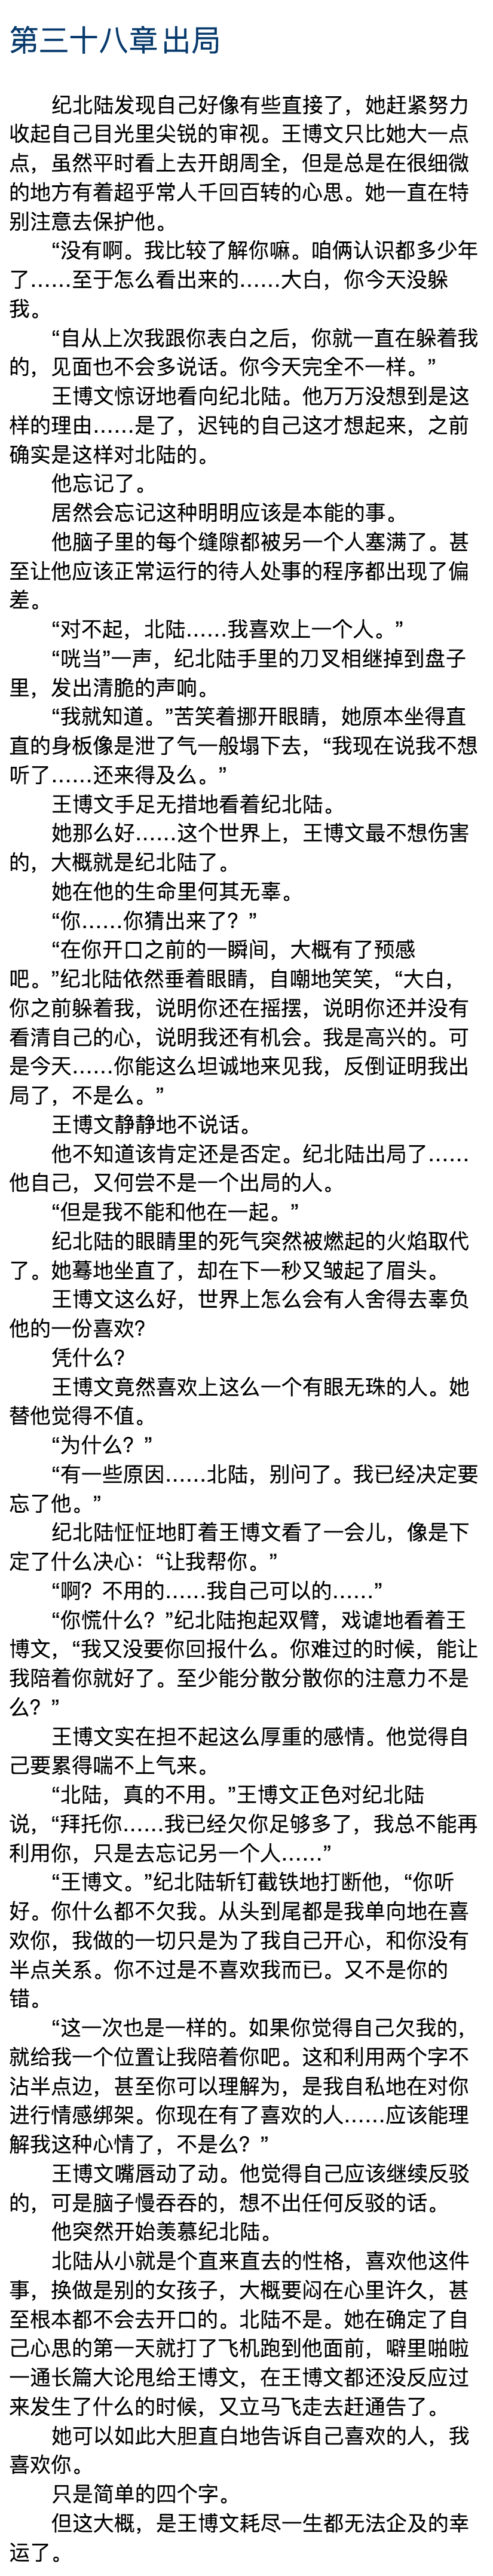 第三十八章 出局
纪北陆发现自己好像有些直接了，她赶紧努力
收起自己目光里尖锐的审视。王博文只比她大一点
点，虽然平时看上去开朗周全，但是总是在很细微
的地方有着超乎常人千回百转的心思。她一直在特
别注意去保护他。
“没有啊。我比较了解你嘛。咱俩认识都多少年
了……至于怎么看出来的……大白，你今天没躲
我。
“自从上次我跟你表白之后，你就一直在躲着我
的，见面也不会多说话。你今天完全不一样。”
王博文惊讶地看向纪北陆。他万万没想到是这
样的理由……是了，迟钝的自己这才想起来，之前
确实是这样对北陆的。
他忘记了。
居然会忘记这种明明应该是本能的事。
他脑子里的每个缝隙都被另一个人塞满了。甚
至让他应该正常运行的待人处事的程序都出现了偏
差。
“对不起，北陆……我喜欢上一个人。”
“咣当”一声，纪北陆手里的刀叉相继掉到盘子
里，发出清脆的声响。
“我就知道。”苦笑着挪开眼睛，她原本坐得直
直的身板像是泄了气一般塌下去，“我现在说我不想
听了……还来得及么。”
王博文手足无措地看着纪北陆。
她那么好……这个世界上，王博文最不想伤害
的，大概就是纪北陆了。
她在他的生命里何其无辜。
“你……你猜出来了？”
“在你开口之前的一瞬间，大概有了预感
吧。”纪北陆依然垂着眼睛，自嘲地笑笑，“大白，
你之前躲着我，说明你还在摇摆，说明你还并没有
看清自己的心，说明我还有机会。我是高兴的。可
是今天……你能这么坦诚地来见我，反倒证明我出
局了，不是么。”
王博文静静地不说话。
他不知道该肯定还是否定。纪北陆出局了……
他自己，又何尝不是一个出局的人。
“但是我不能和他在一起。”
纪北陆的眼睛里的死气突然被燃起的火焰取代
了。她蓦地坐直了，却在下一秒又皱起了眉头。
王博文这么好，世界上怎么会有人舍得去辜负
他的一份喜欢？
凭什么？
王博文竟然喜欢上这么一个有眼无珠的人。她
替他觉得不值。
“为什么？”
“有一些原因……北陆，别问了。我已经决定要
忘了他。”
纪北陆怔怔地盯着王博文看了一会儿，像是下
定了什么决心：“让我帮你。”
“啊？不用的……我自己可以的……”
“你慌什么？”纪北陆抱起双臂，戏谑地看着王
博文，“我又没要你回报什么。你难过的时候，能让
我陪着你就好了。至少能分散分散你的注意力不是
么？”
王博文实在担不起这么厚重的感情。他觉得自
己要累得喘不上气来。
“北陆，真的不用。”王博文正色对纪北陆
说，“拜托你……我已经欠你足够多了，我总不能再
利用你，只是去忘记另一个人……”
“王博文。”纪北陆斩钉截铁地打断他，“你听
好。你什么都不欠我。从头到尾都是我单向地在喜
欢你，我做的一切只是为了我自己开心，和你没有
半点关系。你不过是不喜欢我而已。又不是你的
错。
“这一次也是一样的。如果你觉得自己欠我的，
就给我一个位置让我陪着你吧。这和利用两个字不
沾半点边，甚至你可以理解为，是我自私地在对你
进行情感绑架。你现在有了喜欢的人……应该能理
解我这种心情了，不是么？”
王博文嘴唇动了动。他觉得自己应该继续反驳
的，可是脑子慢吞吞的，想不出任何反驳的话。
他突然开始羡慕纪北陆。
北陆从小就是个直来直去的性格，喜欢他这件
事，换做是别的女孩子，大概要闷在心里许久，甚
至根本都不会去开口的。北陆不是。她在确定了自
己心思的第一天就打了飞机跑到他面前，噼里啪啦
一通长篇大论甩给王博文，在王博文都还没反应过
来发生了什么的时候，又立马飞走去赶通告了。
她可以如此大胆直白地告诉自己喜欢的人，我
喜欢你。
只是简单的四个字。
但这大概，是王博文耗尽一生都无法企及的幸
运了。